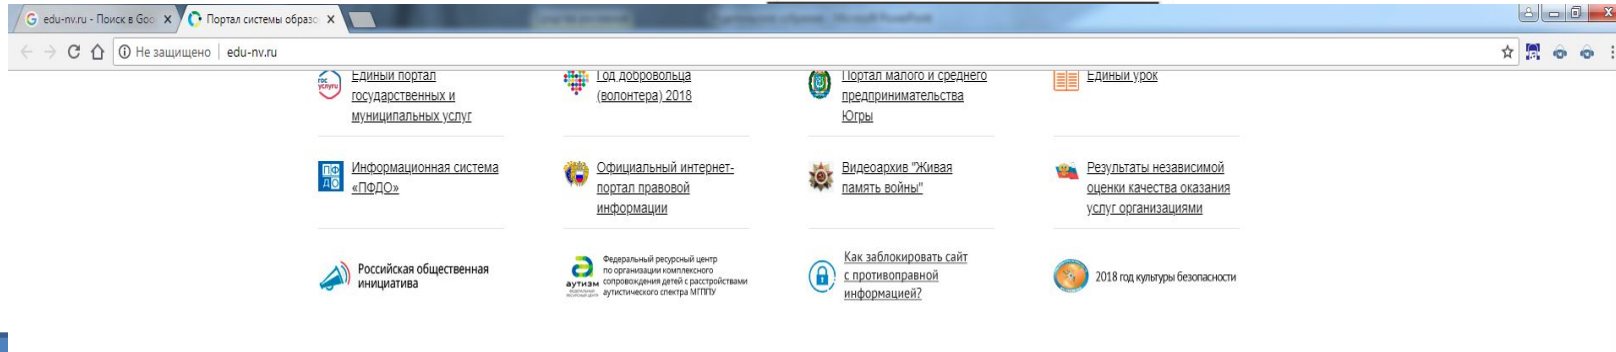 edu-nv.ru - Поиск в Goo
Портал системы образо
Не защищено | edu-nv.ru
Единый портал
государственных и
муниципальных услуг
Год добровольца
(волонтера) 2018
Портал малого и среднего
предпринимательства
Югры
Единый урок
Информационная система
«ПФДО»
Официальный интернет-
портал правовой
информации
Видеоархив "Живая
память войны"
Результаты независимой
оценки качества оказания
услуг организациями
Российская общественная
инициатива
аутизм
Федеральный ресурсный центр
по организации комплексного
сопровождения детей с расстройствами
аутистического спектра МГППУ
Как заблокировать сайт
с противоправной
информацией?
2018 год культуры безопасности